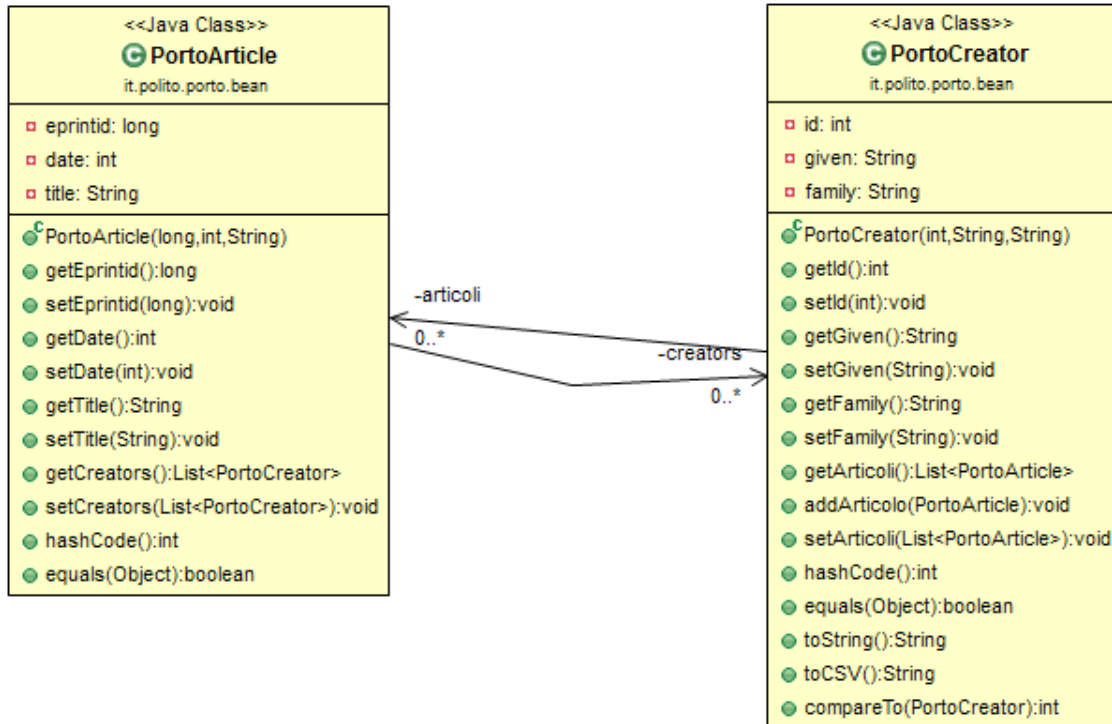 <<Java Class>>
PortoArticle
it.polito.porto.bean
eprintid: long
date: int
title: String
PortoArticle(long,int,String)
getEprintid():long
setEprintid(long):void
getDate():int
setDate(int):void
getTitle():String
setTitle(String):void
getCreators():List<PortoCreator>
setCreators(List<PortoCreator>):void
hashCode():int
equals(Object):boolean
-articoli
0..*
-creators
0..*
<<Java Class>>
PortoCreator
it.polito.porto.bean
id: int
given: String
family: String
PortoCreator(int,String,String)
getId():int
setId(int):void
getGiven():String
setGiven(String):void
getFamily():String
setFamily(String):void
getArticoli():List<PortoArticle>
addArticolo(PortoArticle):void
setArticoli(List<PortoArticle>):void
hashCode():int
equals(Object):boolean
toString():String
toCSV():String
compareTo(PortoCreator):int